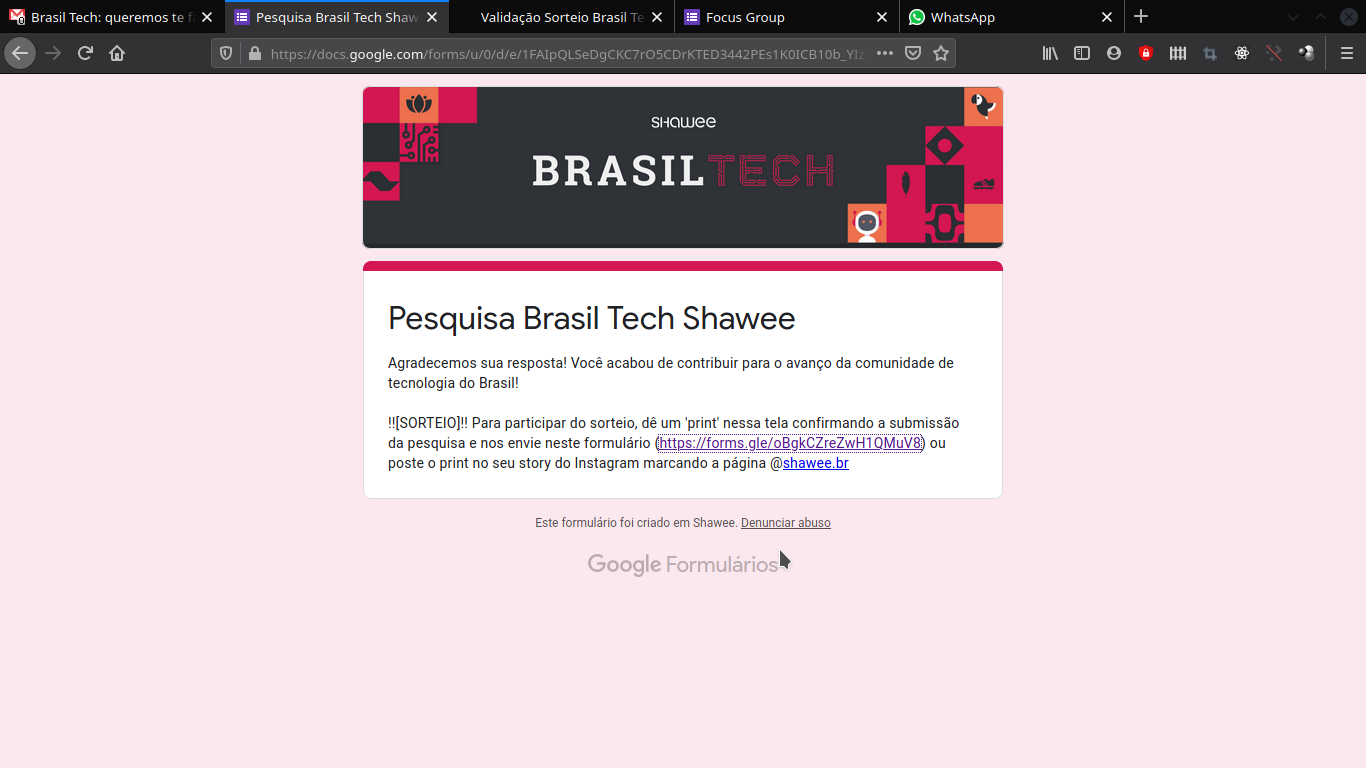 Brasil Tech: queremos te f
Pesquisa Brasil Tech Shaw
Validação Sorteio Brasil Te
Focus Group
WhatsApp
https://docs.google.com/forms/u/0/d/e/1FAIpQLSeDgCKC7rO5CDrKTED3442PEs1K0ICB10b_YIz
shawee
BRASILTECH
Pesquisa Brasil Tech Shawee
Agradecemos sua resposta! Você acabou de contribuir para o avanço da comunidade de
tecnologia do Brasil!
!![SORTEIO]!! Para participar do sorteio, dê um 'print' nessa tela confirmando a submissão
da pesquisa e nos envie neste formulário (https://forms.gle/oBgkCZreZwH1QMuV8) ou
poste o print no seu story do Instagram marcando a página @shawee.br
Este formulário foi criado em Shawee. Denunciar abuso
Google Formulários